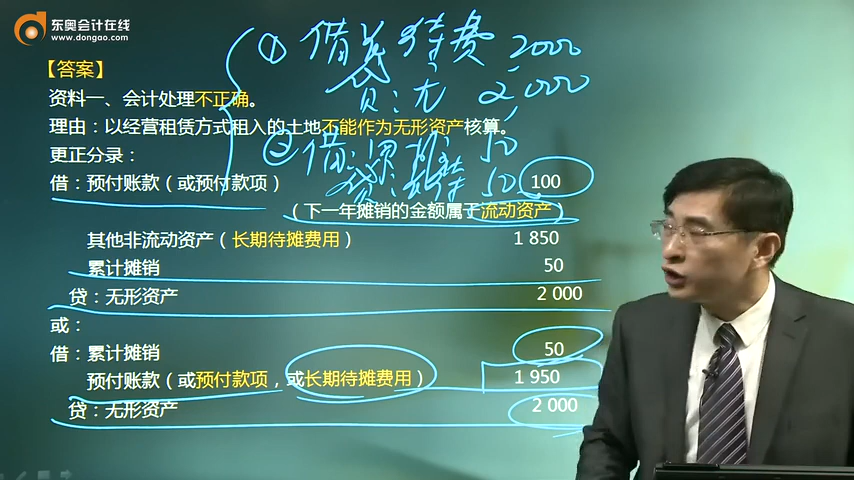 东奥会计在线
www.dongao.com
① 借长待费 2000
贷:无 2000
② 借:累摊 50
贷:长待 50
【答案】
资料一、会计处理不正确。
理由：以经营租赁方式租入的土地不能作为无形资产核算。
更正分录：
借：预付账款（或预付款项） 100
（下一年摊销的金额属于流动资产）
其他非流动资产（长期待摊费用） 1 850
累计摊销 50
贷：无形资产 2 000
或：
借：累计摊销 50
预付账款（或预付款项，或长期待摊费用） 1 950
贷：无形资产 2 000